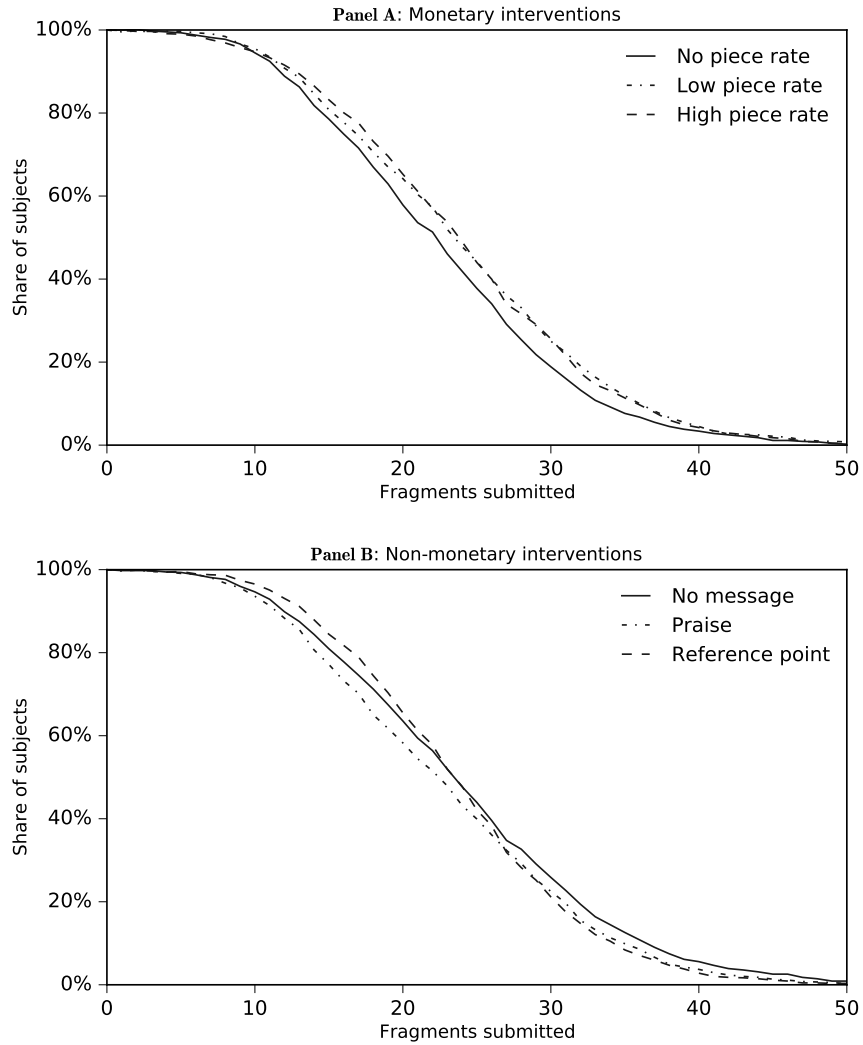 Panel A: Monetary interventions
100%
80%
60%
40%
20%
0%
Share of subjects
No piece rate
Low piece rate
High piece rate
0 10 20 30 40 50
Fragments submitted
Panel B: Non-monetary interventions
100%
80%
60%
40%
20%
0%
Share of subjects
No message
Praise
Reference point
0 10 20 30 40 50
Fragments submitted